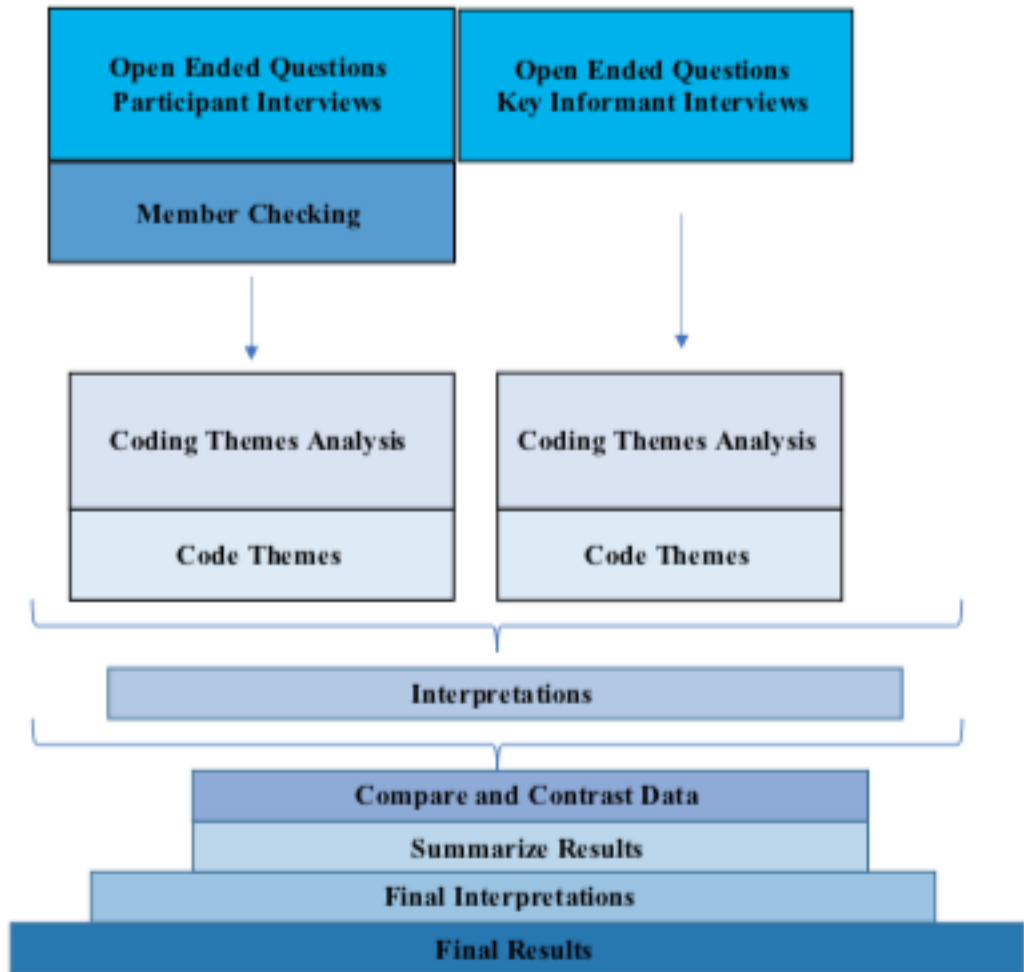 Open Ended Questions
Participant Interviews
Open Ended Questions
Key Informant Interviews
Member Checking
Coding Themes Analysis
Coding Themes Analysis
Code Themes
Code Themes
Interpretations
Compare and Contrast Data
Summarize Results
Final Interpretations
Final Results